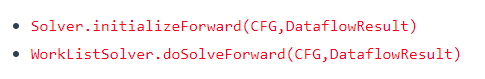 • Solver.initializeForward(CFG,DataflowResult)
• WorkListSolver.doSolveForward(CFG,DataflowResult)